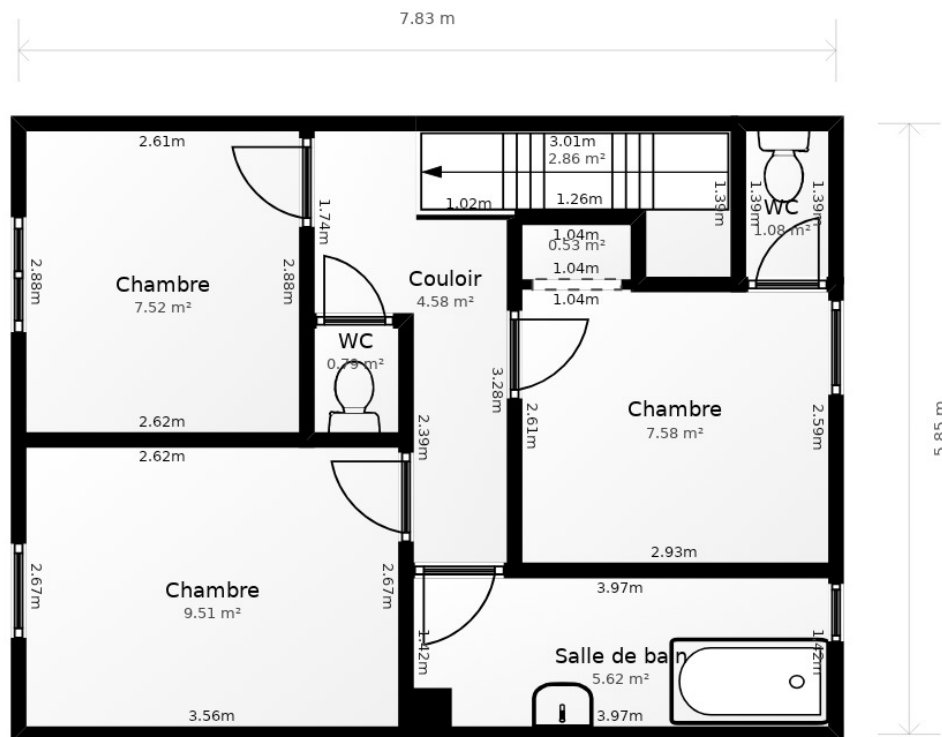 7.83 m
2.61m
3.01m
2.86 m²
1.02m
1.26m
1.39m
1.39m
1.39m
WC
1.08 m²
1.74m
1.04m
0.53 m²
1.04m
1.04m
2.88m
Chambre
7.52 m²
2.88m
Couloir
4.58 m²
WC
0.79 m²
3.28m
2.39m
2.61m
Chambre
7.58 m²
2.59m
5.85 m
2.62m
2.62m
2.93m
2.67m
Chambre
9.51 m²
2.67m
3.97m
1.42m
Salle de bain
5.62 m²
1.42m
3.56m
3.97m